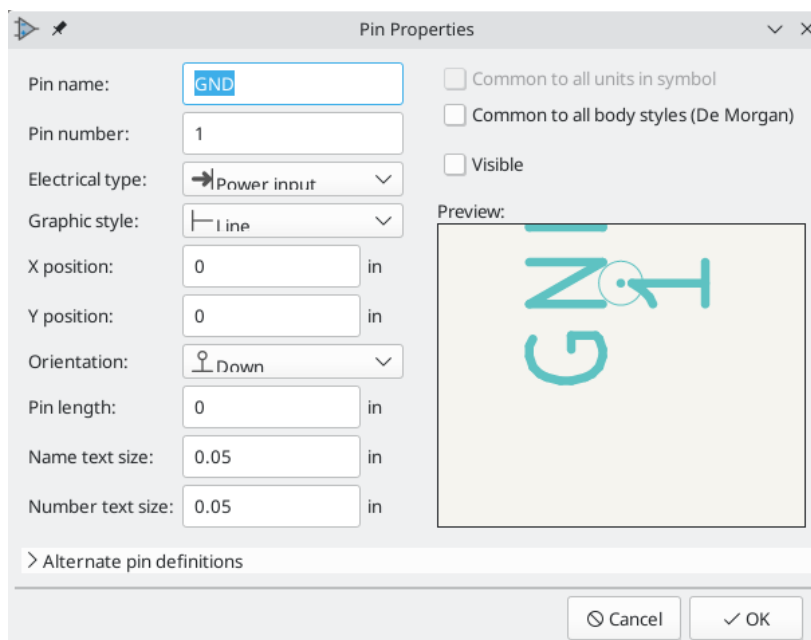 Pin Properties
Pin name:
GND
Pin number:
1
Electrical type:
Power input
Graphic style:
Line
X position:
0
in
Y position:
0
in
Orientation:
Down
Pin length:
0
in
Name text size:
0.05
in
Number text size:
0.05
in
Common to all units in symbol
Common to all body styles (De Morgan)
Visible
Preview:
GN
1
Alternate pin definitions
Cancel
OK